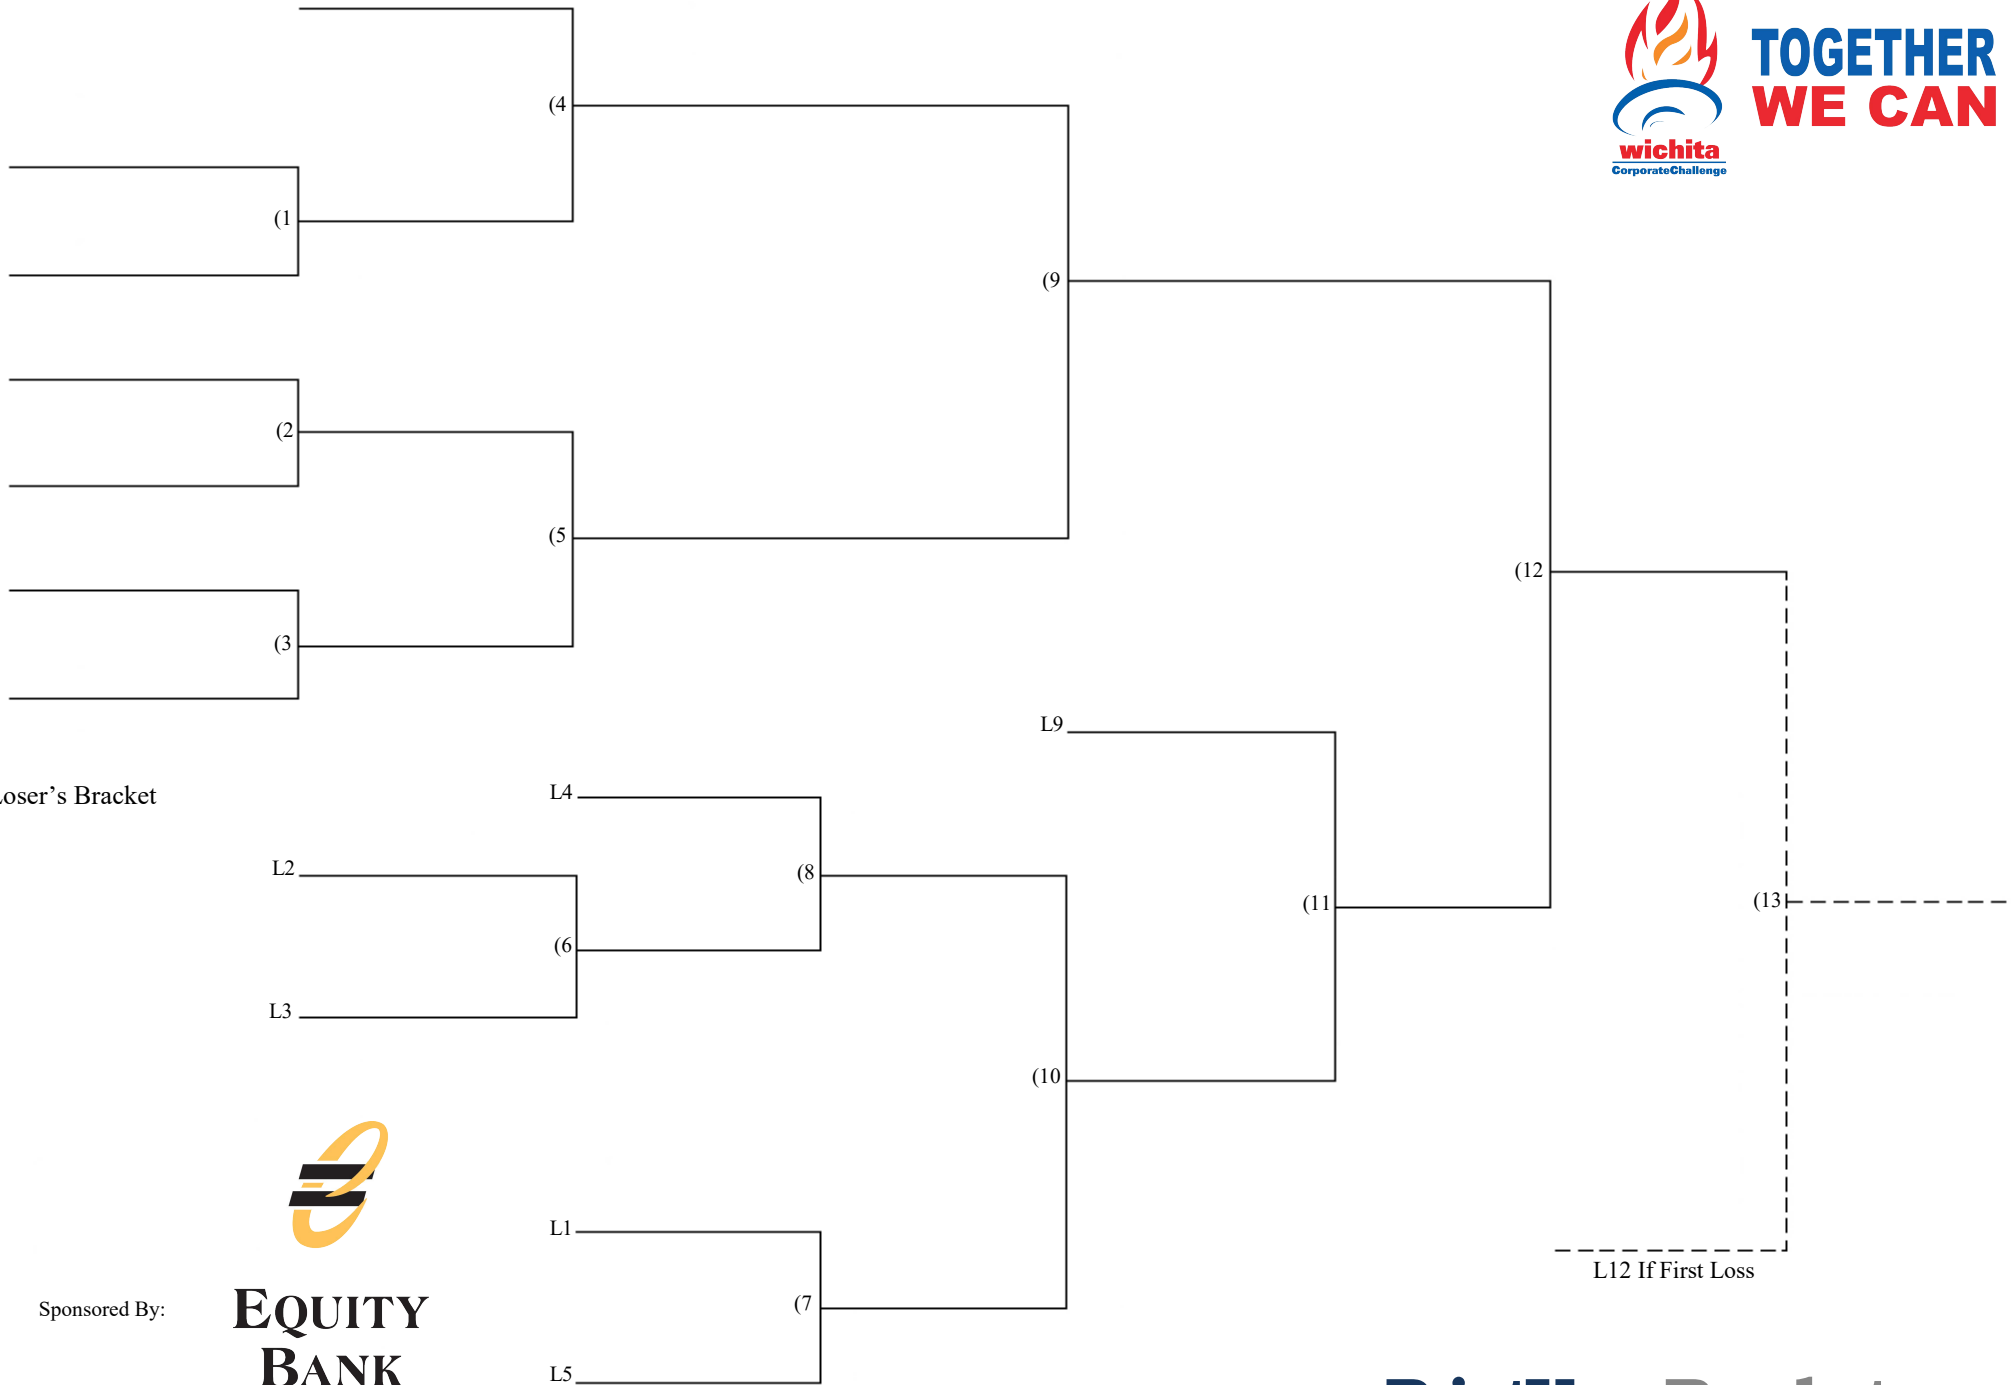 TOGETHER
WE CAN
wichita
CorporateChallenge
(4
(1
(9
(2
(5
(12
(3
L9
oser’s Bracket
L4
L2
(8
(11
(13
(6
L3
(10
L1
L12 If First Loss
(7
Sponsored By:
EQUITY
BANK
L5